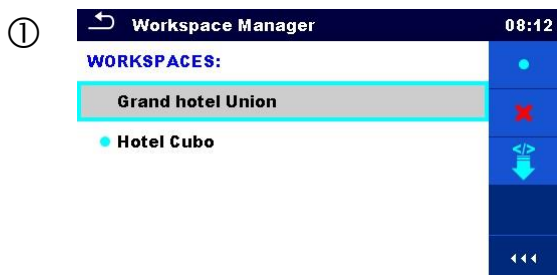 ①
Workspace Manager 08:12
WORKSPACES:
Grand hotel Union
Hotel Cubo
</>